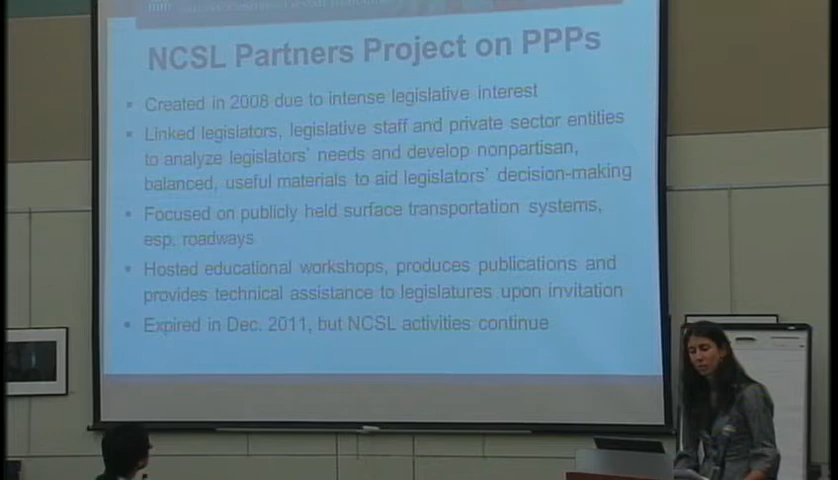 NCSL Partners Project on PPPs
▪ Created in 2008 due to intense legislative interest
▪ Linked legislators, legislative staff and private sector entities
to analyze legislators' needs and develop nonpartisan,
balanced, useful materials to aid legislators' decision-making
▪ Focused on publicly held surface transportation systems,
esp. roadways
▪ Hosted educational workshops, produces publications and
provides technical assistance to legislatures upon invitation
▪ Expired in Dec. 2011, but NCSL activities continue